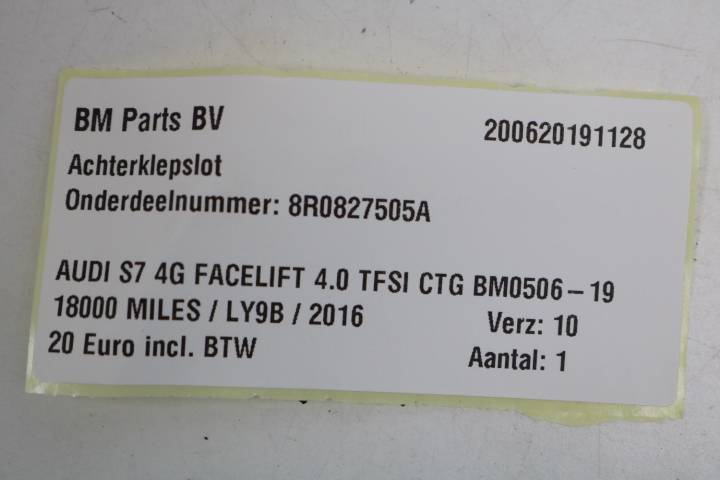 BM Parts BV 200620191128
Achterklepslot
Onderdeelnummer: 8R0827505A
AUDI S7 4G FACELIFT 4.0 TFSI CTG BM0506-19
18000 MILES / LY9B / 2016 Verz: 10
20 Euro incl. BTW Aantal: 1